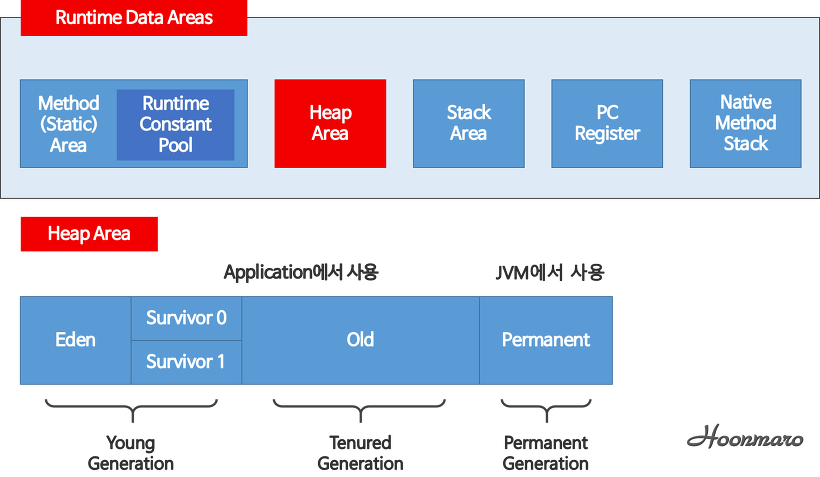 Runtime Data Areas
Method
(Static)
Area
Runtime
Constant
Pool
Heap
Area
Stack
Area
PC
Register
Native
Method
Stack
Heap Area
Application에서 사용
JVM에서 사용
Eden
Survivor 0
Survivor 1
Old
Permanent
Young
Generation
Tenured
Generation
Permanent
Generation
Hoonmaro